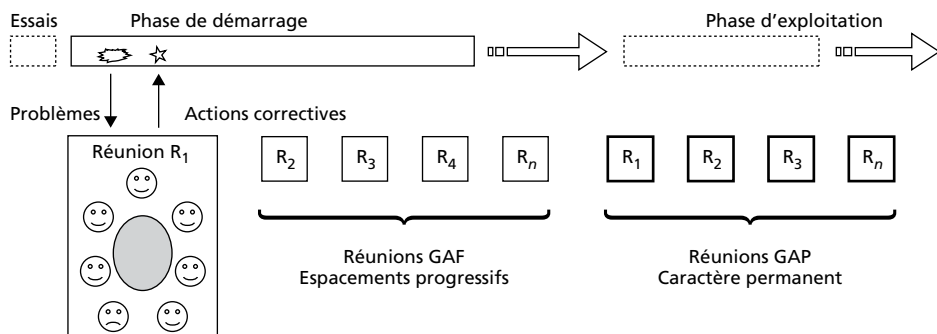 Essais
Phase de démarrage
Phase d'exploitation
Problèmes
Actions correctives
Réunion R1
R2
R3
R4
Rn
R1
R2
R3
Rn
Réunions GAF
Espacements progressifs
Réunions GAP
Caractère permanent